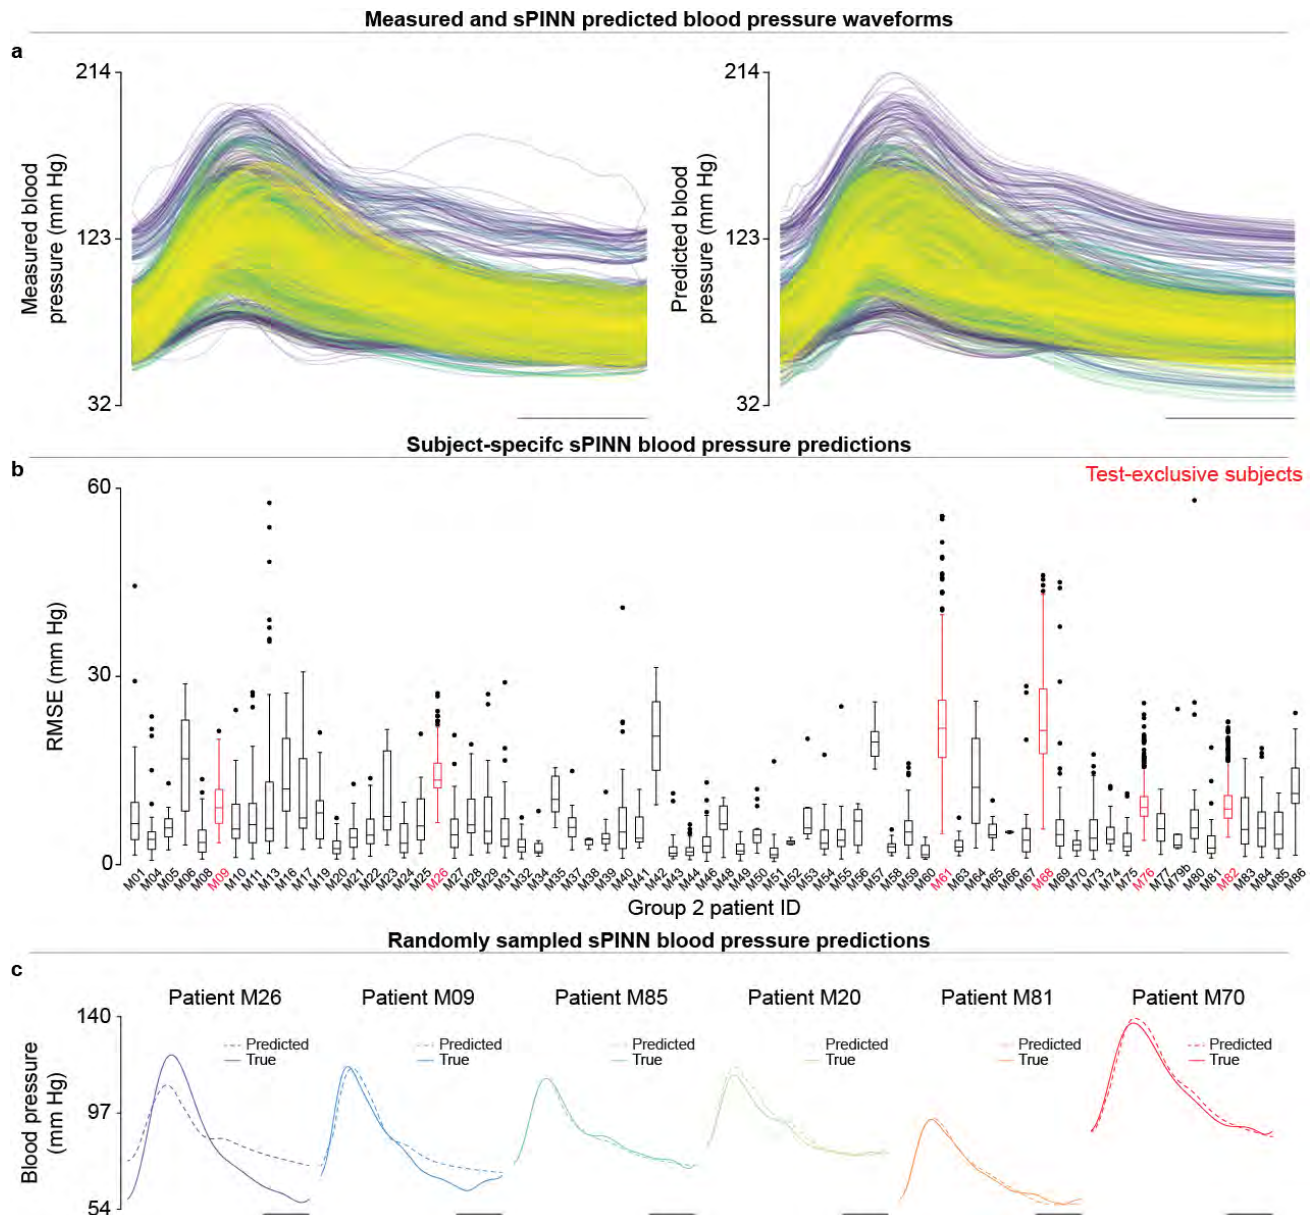 Measured and sPINN predicted blood pressure waveforms
a
214
123
32
Measured blood
pressure (mm Hg)
214
123
32
Predicted blood
pressure (mm Hg)
Subject-specifc sPINN blood pressure predictions
b
Test-exclusive subjects
60
30
0
RMSE (mm Hg)
M01 M04 M05 M06 M08 M09 M10 M11 M13 M16 M17 M19 M20 M21 M22 M23 M24 M25 M26 M27 M28 M29 M31 M32 M34 M35 M37 M38 M39 M40 M41 M42 M43 M44 M46 M48 M49 M50 M51 M52 M53 M54 M55 M56 M57 M58 M59 M60 M61 M63 M64 M65 M66 M67 M68 M69 M70 M73 M74 M75 M76 M77 M79b M80 M81 M82 M83 M84 M85 M86
Group 2 patient ID
Randomly sampled sPINN blood pressure predictions
c
Patient M26 Patient M09 Patient M85 Patient M20 Patient M81 Patient M70
140
97
54
Blood pressure
(mm Hg)
Predicted Predicted Predicted Predicted Predicted Predicted
True True True True True True